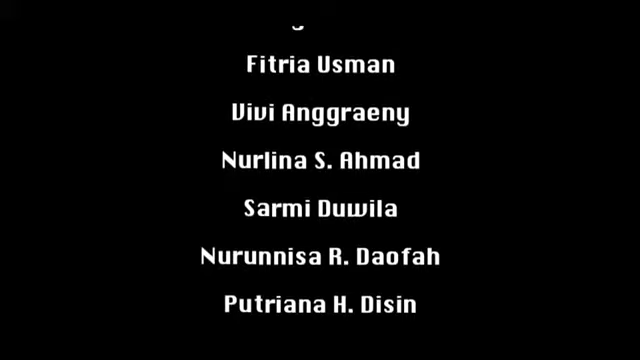 Fitria Usman
Vivi Anggraeny
Nurlina S. Ahmad
Sarmi Duwila
Nurunnisa R. Daofah
Putriana H. Disin